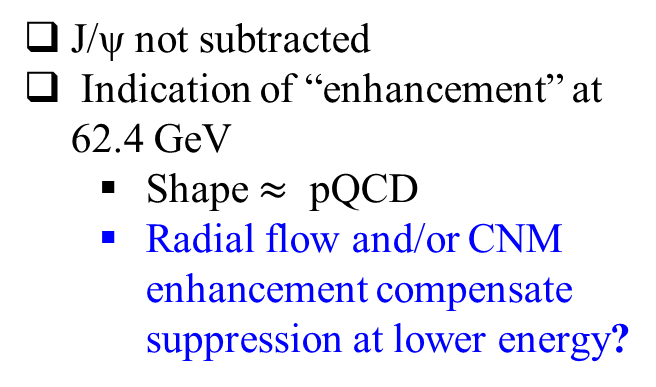 ❑ J/ψ not subtracted
❑ Indication of “enhancement” at
62.4 GeV
▪ Shape ≈ pQCD
▪ Radial flow and/or CNM
enhancement compensate
suppression at lower energy?